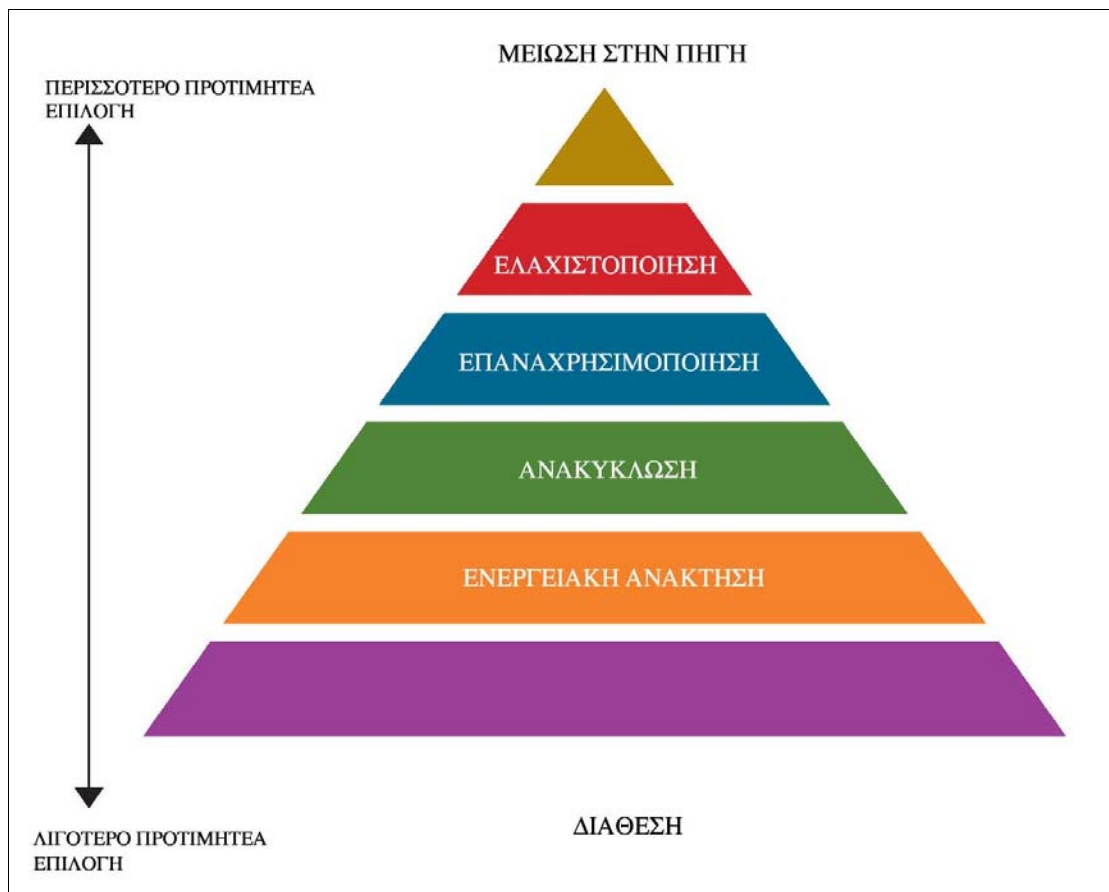 ΜΕΙΩΣΗ ΣΤΗΝ ΠΗΓΗ
ΠΕΡΙΣΣΟΤΕΡΟ ΠΡΟΤΙΜΗΤΕΑ
ΕΠΙΛΟΓΗ
ΕΛΑΧΙΣΤΟΠΟΙΗΣΗ
ΕΠΑΝΑΧΡΗΣΙΜΟΠΟΙΗΣΗ
ΑΝΑΚΥΚΛΩΣΗ
ΕΝΕΡΓΕΙΑΚΗ ΑΝΑΚΤΗΣΗ
ΔΙΑΘΕΣΗ
ΛΙΓΟΤΕΡΟ ΠΡΟΤΙΜΗΤΕΑ
ΕΠΙΛΟΓΗ